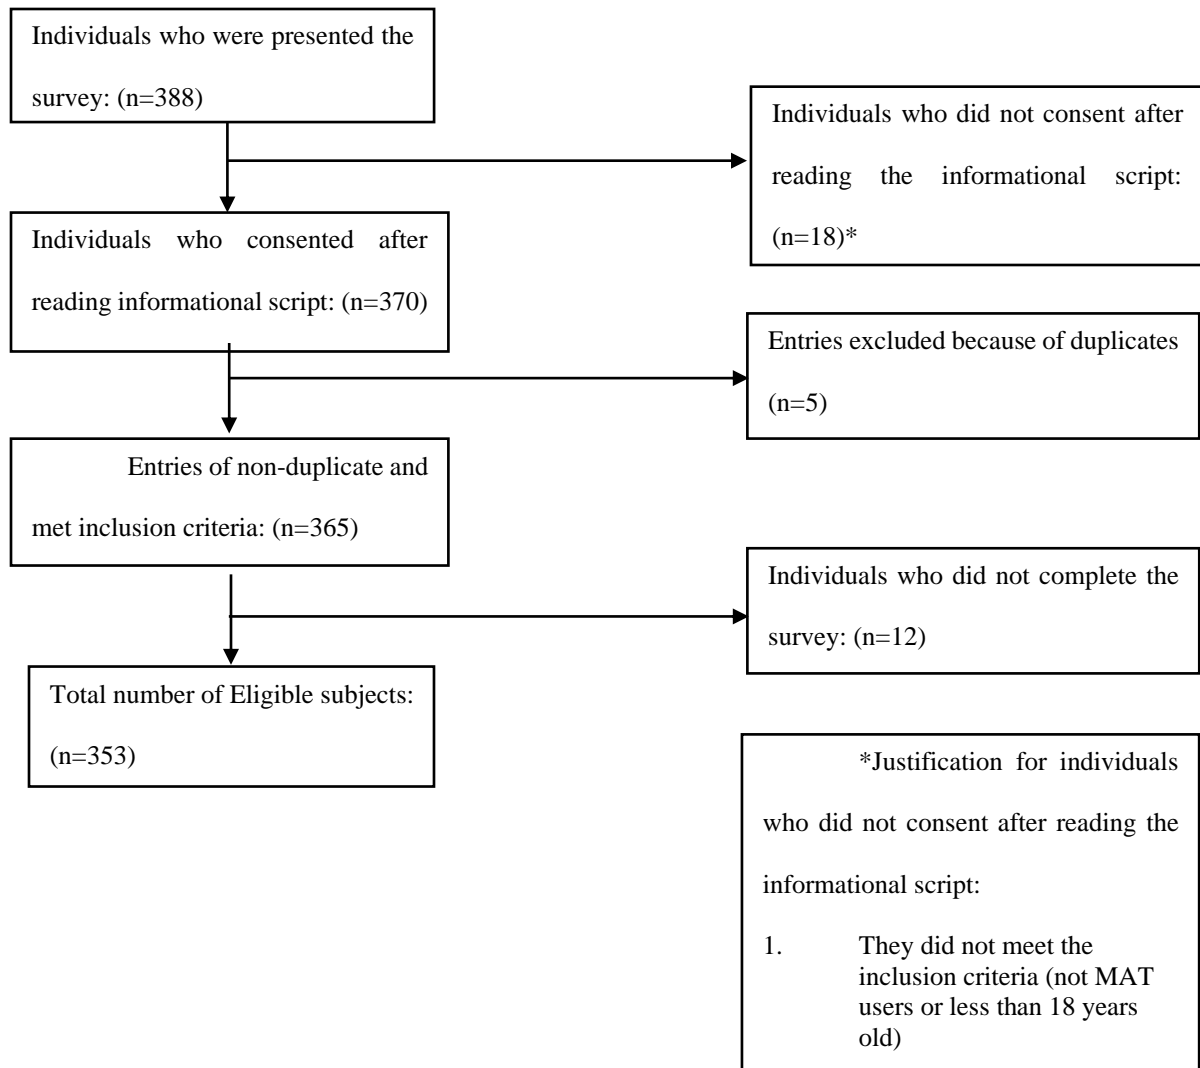 Individuals who were presented the
survey: (n=388)
Individuals who did not consent after
reading the informational script:
(n=18)*
Individuals who consented after
reading informational script: (n=370)
Entries excluded because of duplicates
(n=5)
Entries of non-duplicate and
met inclusion criteria: (n=365)
Individuals who did not complete the
survey: (n=12)
Total number of Eligible subjects:
(n=353)
*Justification for individuals
who did not consent after reading the
informational script:
1. They did not meet the
inclusion criteria (not MAT
users or less than 18 years
old)